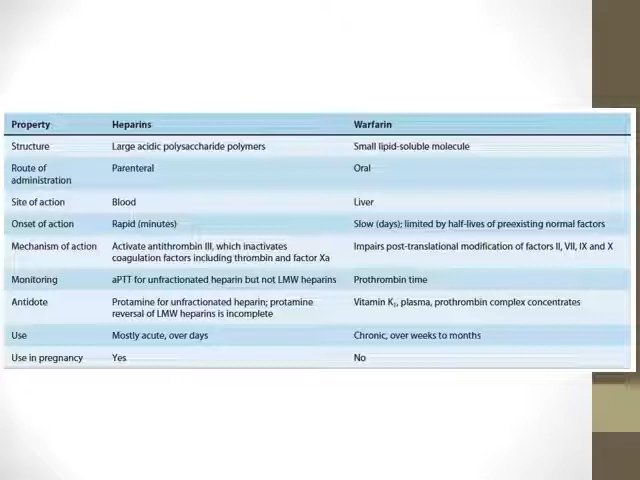 Property Heparins Warfarin
Structure Large acidic polysaccharide polymers Small lipid-soluble molecule
Route of administration Parenteral Oral
Site of action Blood Liver
Onset of action Rapid (minutes) Slow (days); limited by half-lives of preexisting normal factors
Mechanism of action Activate antithrombin III, which inactivates Impairs post-translational modification of factors II, VII, IX and X
coagulation factors including thrombin and factor Xa
Monitoring aPTT for unfractionated heparin but not LMW heparins Prothrombin time
Antidote Protamine for unfractionated heparin; protamine Vitamin K₁, plasma, prothrombin complex concentrates
reversal of LMW heparins is incomplete
Use Mostly acute, over days Chronic, over weeks to months
Use in pregnancy Yes No